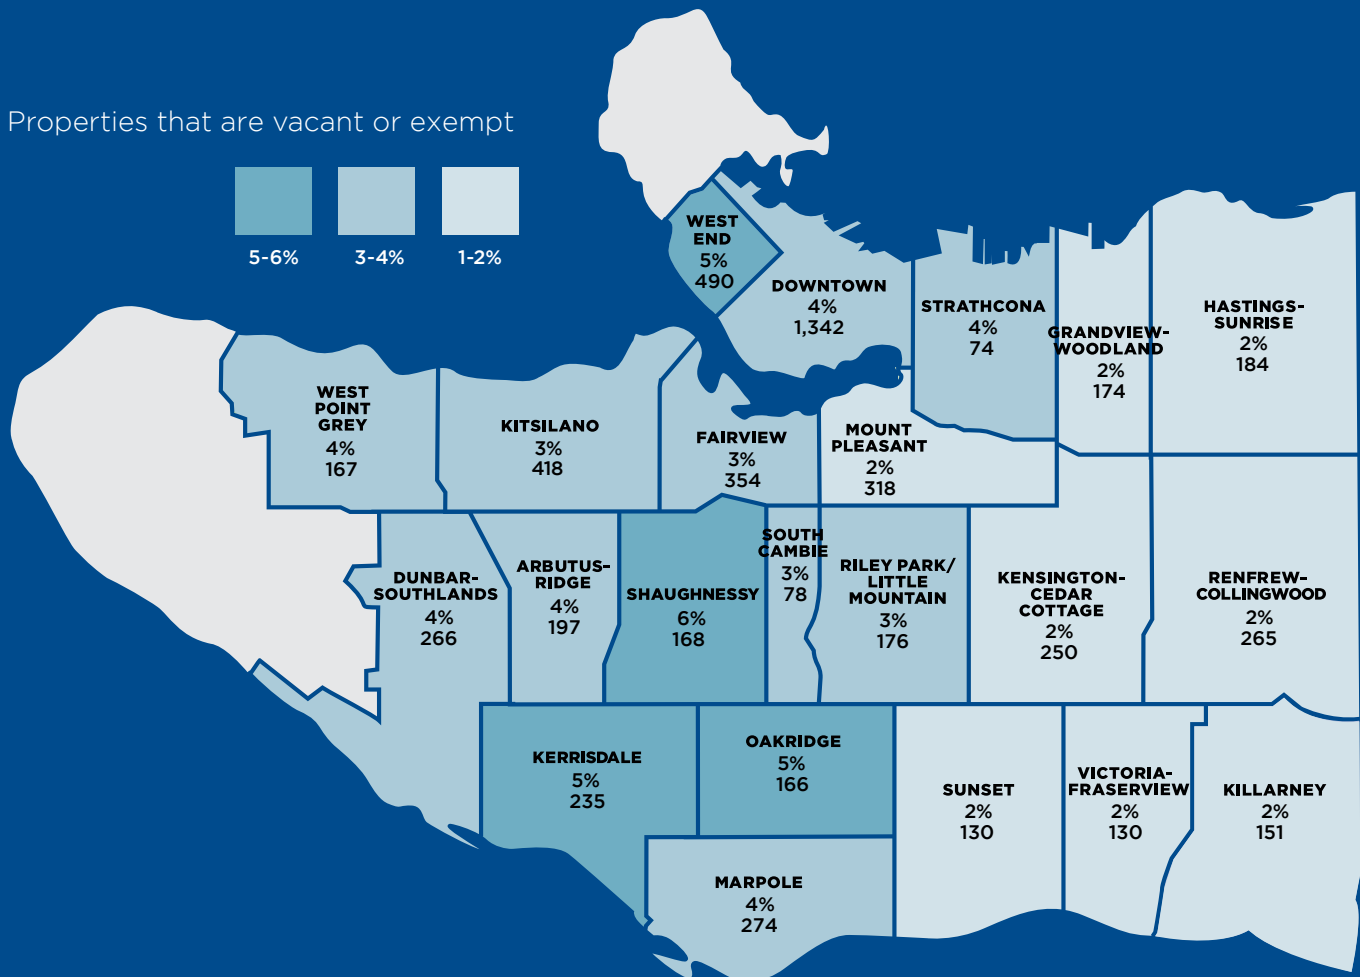 Properties that are vacant or exempt
5-6%
3-4%
1-2%
WEST
END
5%
490
DOWNTOWN
4%
1,342
STRATHCONA
4%
74
GRANDVIEW-
WOODLAND
2%
174
HASTINGS-
SUNRISE
2%
184
WEST
POINT
GREY
4%
167
KITSILANO
3%
418
FAIRVIEW
3%
354
MOUNT
PLEASANT
2%
318
DUNBAR-
SOUTHLANDS
4%
266
ARBUTUS-
RIDGE
4%
197
SHAUGHNESSY
6%
168
SOUTH
CAMBIE
3%
78
RILEY PARK/
LITTLE
MOUNTAIN
3%
176
KENSINGTON-
CEDAR
COTTAGE
2%
250
RENFREW-
COLLINGWOOD
2%
265
KERRISDALE
5%
235
OAKRIDGE
5%
166
SUNSET
2%
130
VICTORIA-
FRASERVIEW
2%
130
KILLARNEY
2%
151
MARPOLE
4%
274